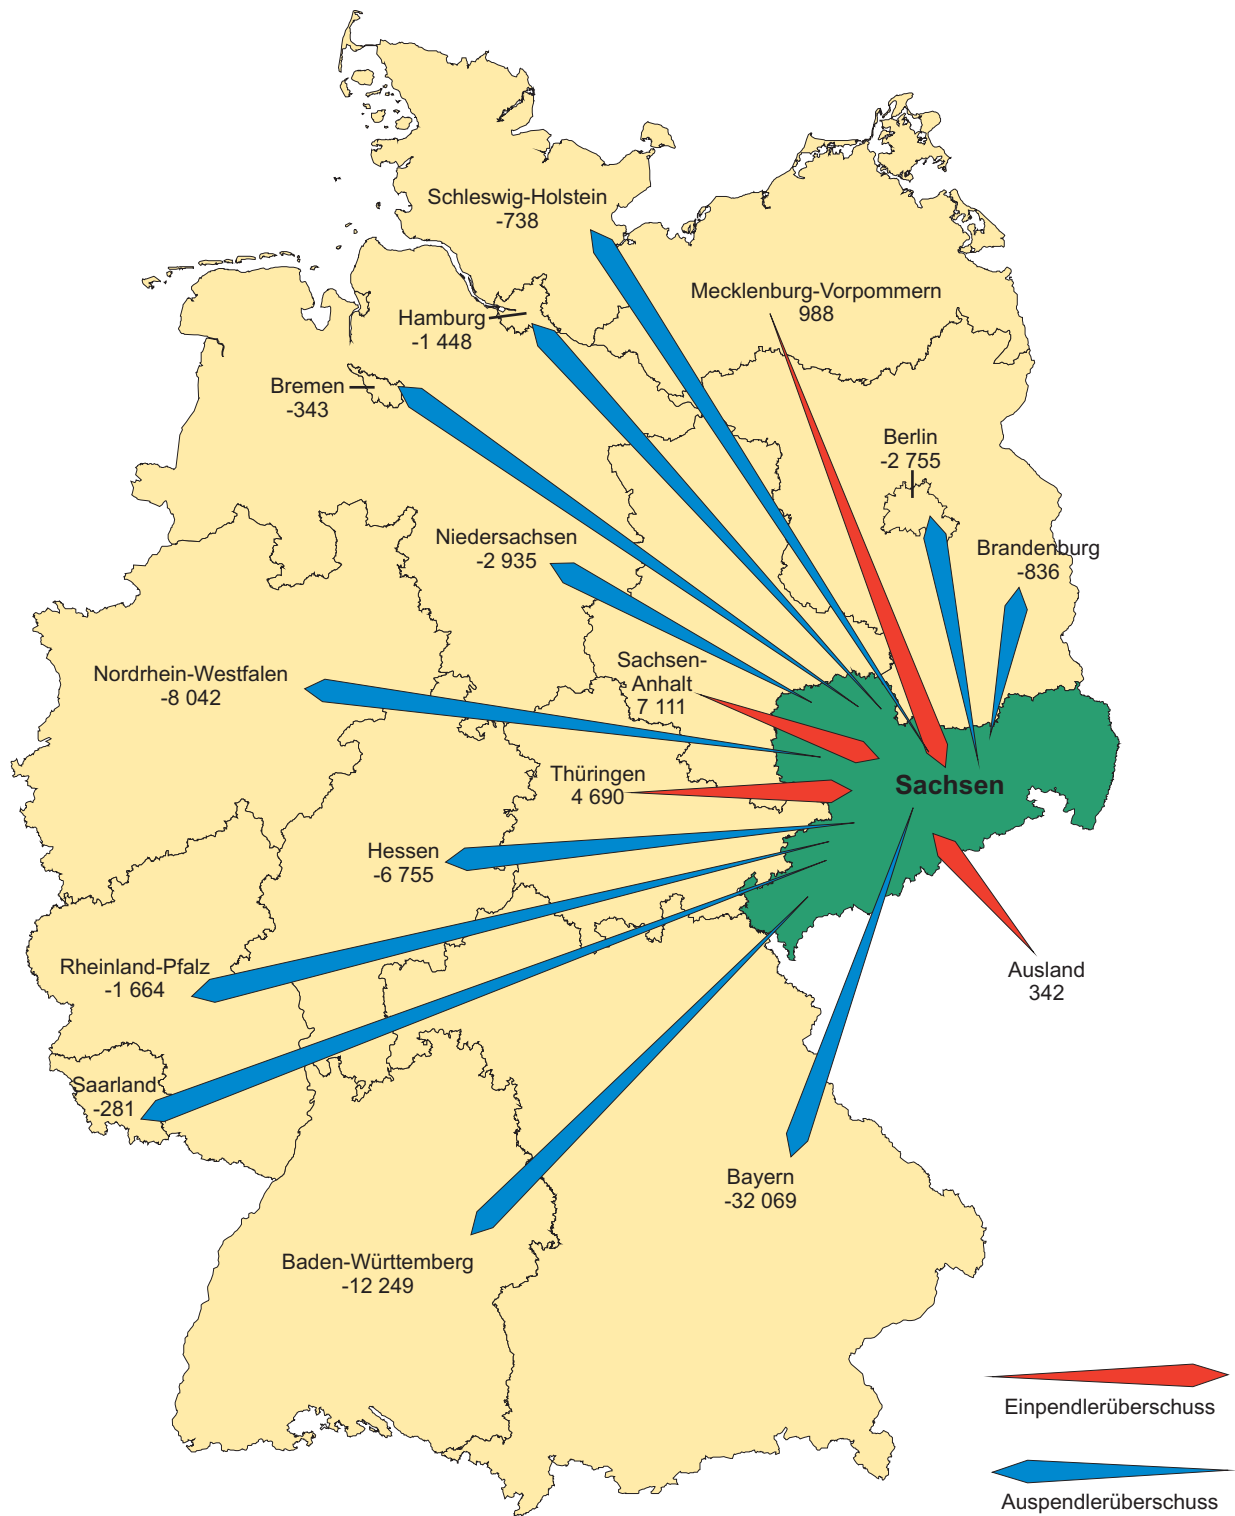 Schleswig-Holstein
-738
Mecklenburg-Vorpommern
988
Hamburg
-1 448
Bremen
-343
Berlin
-2 755
Niedersachsen
-2 935
Brandenburg
-836
Sachsen-
Anhalt
7 111
Nordrhein-Westfalen
-8 042
Thüringen
4 690
Sachsen
Hessen
-6 755
Rheinland-Pfalz
-1 664
Ausland
342
Saarland
-281
Bayern
-32 069
Baden-Württemberg
-12 249
Einpendlerüberschuss
Auspendlerüberschuss